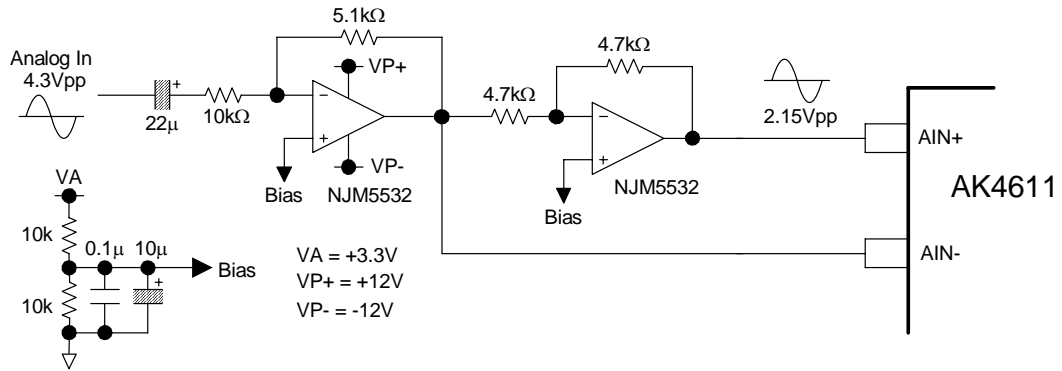 5.1kΩ
Analog In
4.3Vpp
VP+
4.7kΩ
+
10kΩ
22μ
−
+
4.7kΩ
2.15Vpp
−
+
AIN+
VP-
Bias
NJM5532
NJM5532
Bias
AK4611
VA
10k
0.1μ
10μ
+
Bias
10k
VA = +3.3V
VP+ = +12V
VP- = -12V
AIN-